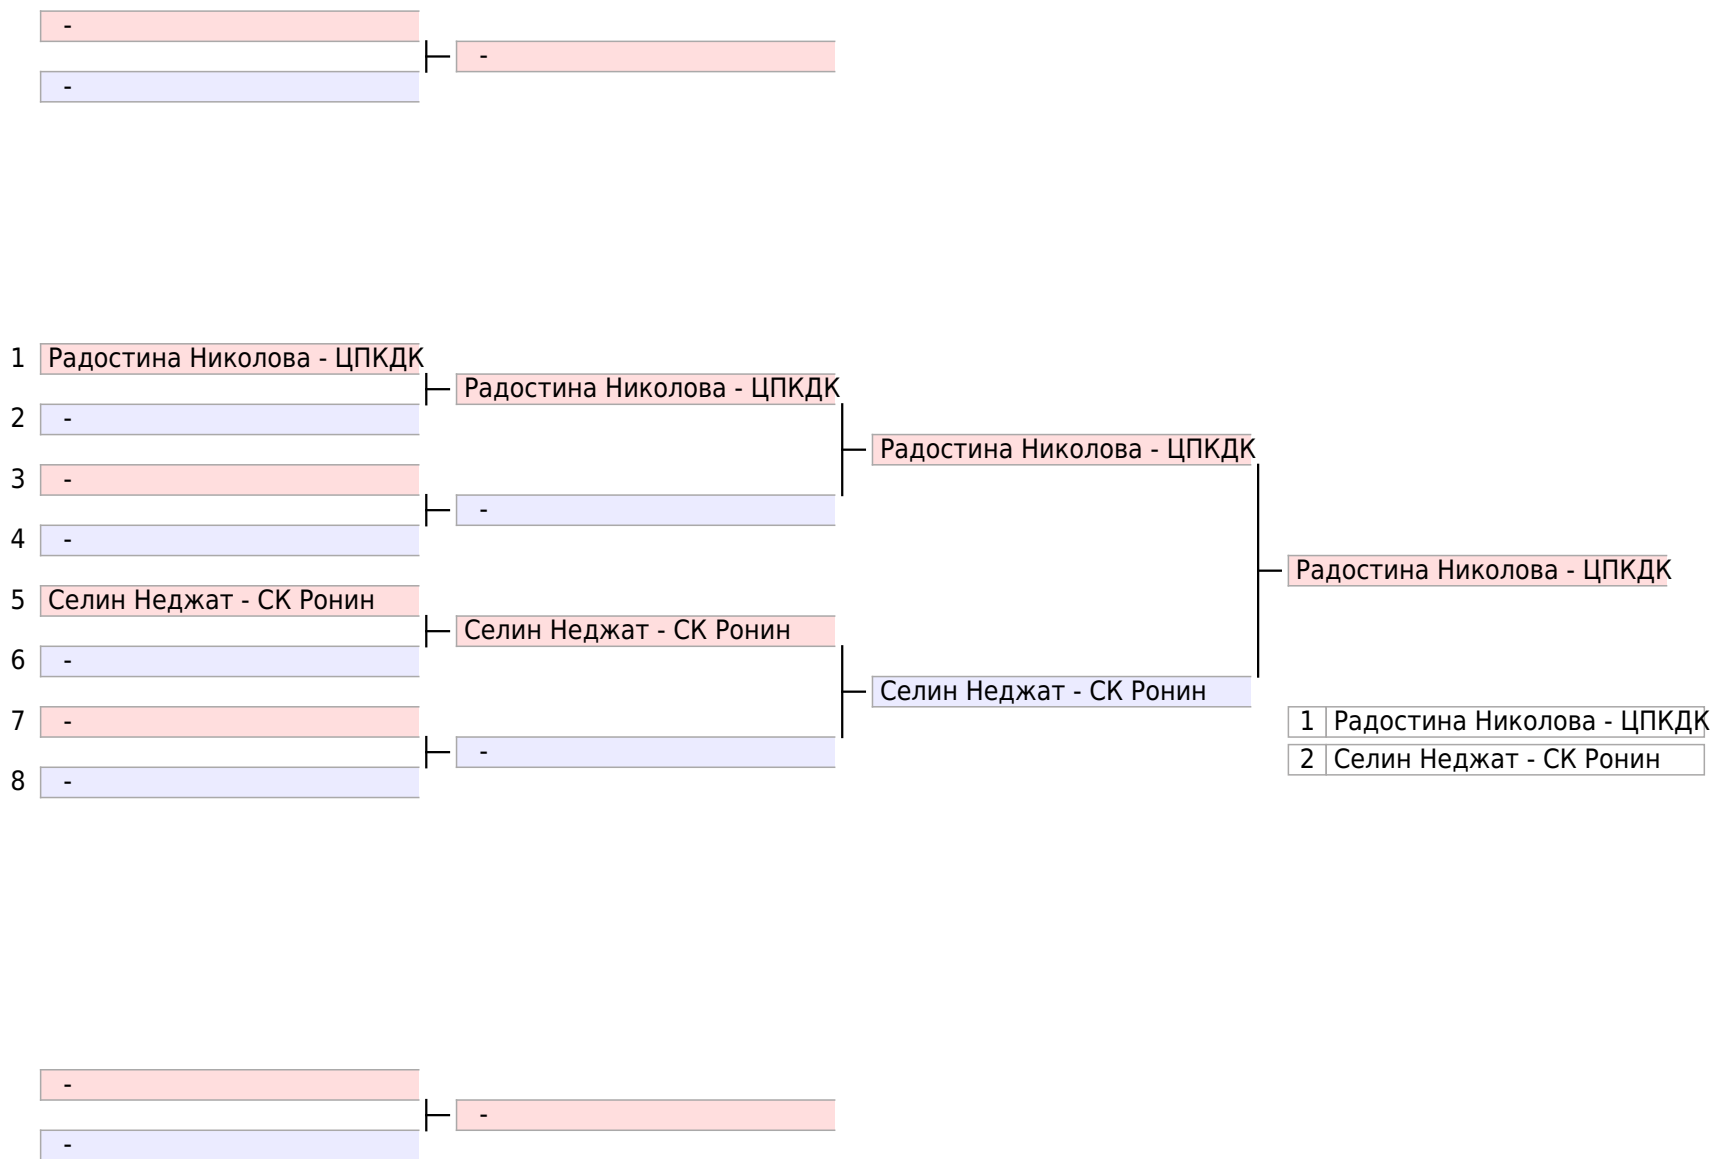 -
-
-
1 Радостина Николова - ЦПКДК
Радостина Николова - ЦПКДК
2 -
Радостина Николова - ЦПКДК
3 -
-
4 -
Радостина Николова - ЦПКДК
5 Селин Неджат - СК Ронин
Селин Неджат - СК Ронин
6 -
Селин Неджат - СК Ронин
7 -
1 Радостина Николова - ЦПКДК
-
2 Селин Неджат - СК Ронин
8 -
-
-
-